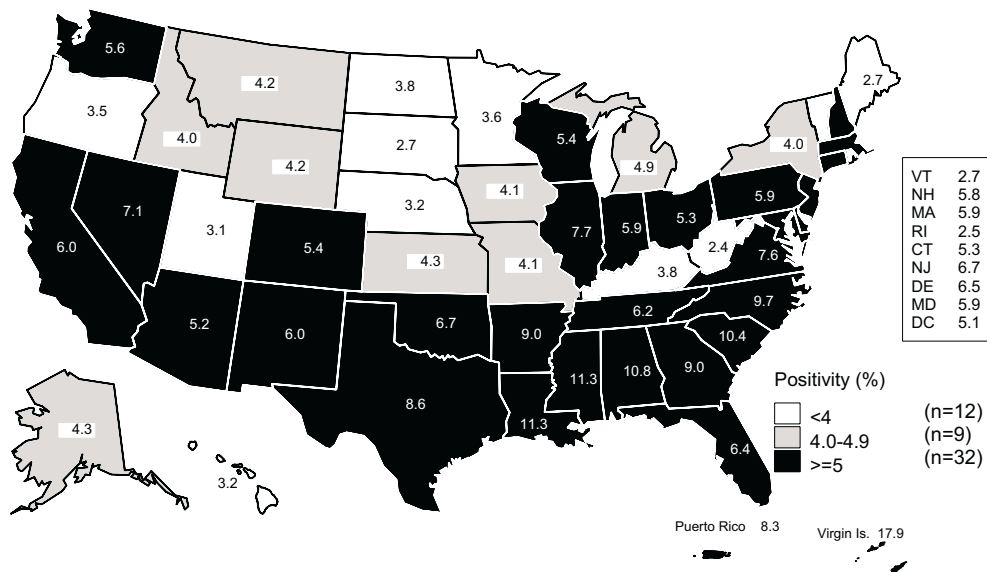 5.6
4.2
3.8
3.6
2.7
3.5
4.0
4.2
2.7
5.4
4.9
4.0
VT 2.7
NH 5.8
MA 5.9
RI 2.5
CT 5.3
NJ 6.7
DE 6.5
MD 5.9
DC 5.1
7.1
3.1
3.2
4.1
7.7
5.9
5.3
5.9
6.0
5.4
4.3
4.1
3.8
2.4
7.6
5.2
6.0
6.7
9.0
6.2
9.7
10.4
8.6
11.3
11.3
10.8
9.0
6.4
4.3
3.2
Positivity (%)
<4 (n=12)
4.0-4.9 (n=9)
>=5 (n=32)
Puerto Rico 8.3
Virgin Is. 17.9